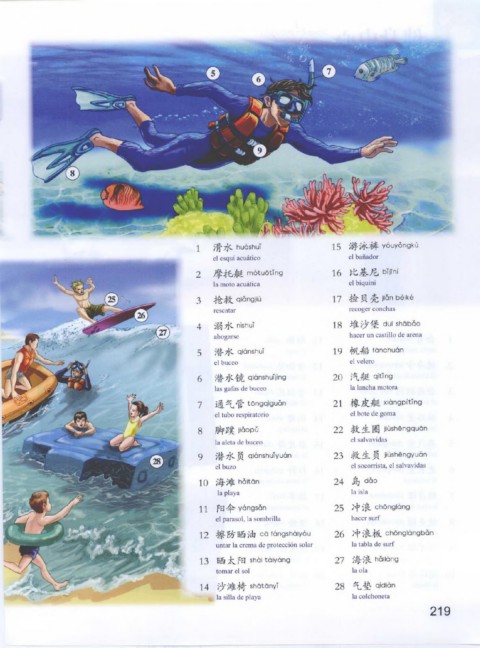 5
6
7
8
9
25
26
27
28
1 滑水 huáshuǐ
el esquí acuático
2 摩托艇 mótuōtǐng
la moto acuática
3 抢救 qiǎngjiù
rescatar
4 溺水 nìshuǐ
ahogarse
5 潜水 qiánshuǐ
el buceo
6 潜水镜 qiánshuǐjìng
las gafas de buceo
7 通气管 tōngqìguǎn
el tubo respiratorio
8 脚蹼 jiǎopǔ
la aleta de buceo
9 潜水员 qiánshuǐyuán
el buzo
10 海滩 hǎitān
la playa
11 阳伞 yángsǎn
el parasol, la sombrilla
12 擦防晒油 cā fángshàiyóu
untar la crema de protección solar
13 晒太阳 shài tàiyáng
tomar el sol
14 沙滩椅 shātānyǐ
la silla de playa
15 游泳裤 yóuyǒngkù
el bañador
16 比基尼 bǐjīní
el biquini
17 捡贝壳 jiǎn bèiké
recoger conchas
18 堆沙堡 duī shābǎo
hacer un castillo de arena
19 帆船 fānchuán
el velero
20 汽艇 qìtǐng
la lancha motora
21 橡皮艇 xiàngpítǐng
el bote de goma
22 救生圈 jiùshēngquān
el salvavidas
23 救生员 jiùshēngyuán
el socorrista, el salvavidas
24 岛 dǎo
la isla
25 冲浪 chōnglàng
hacer surf
26 冲浪板 chōnglàngbǎn
la tabla de surf
27 海浪 hǎilàng
la ola
28 气垫 qìdiàn
la colchoneta
219